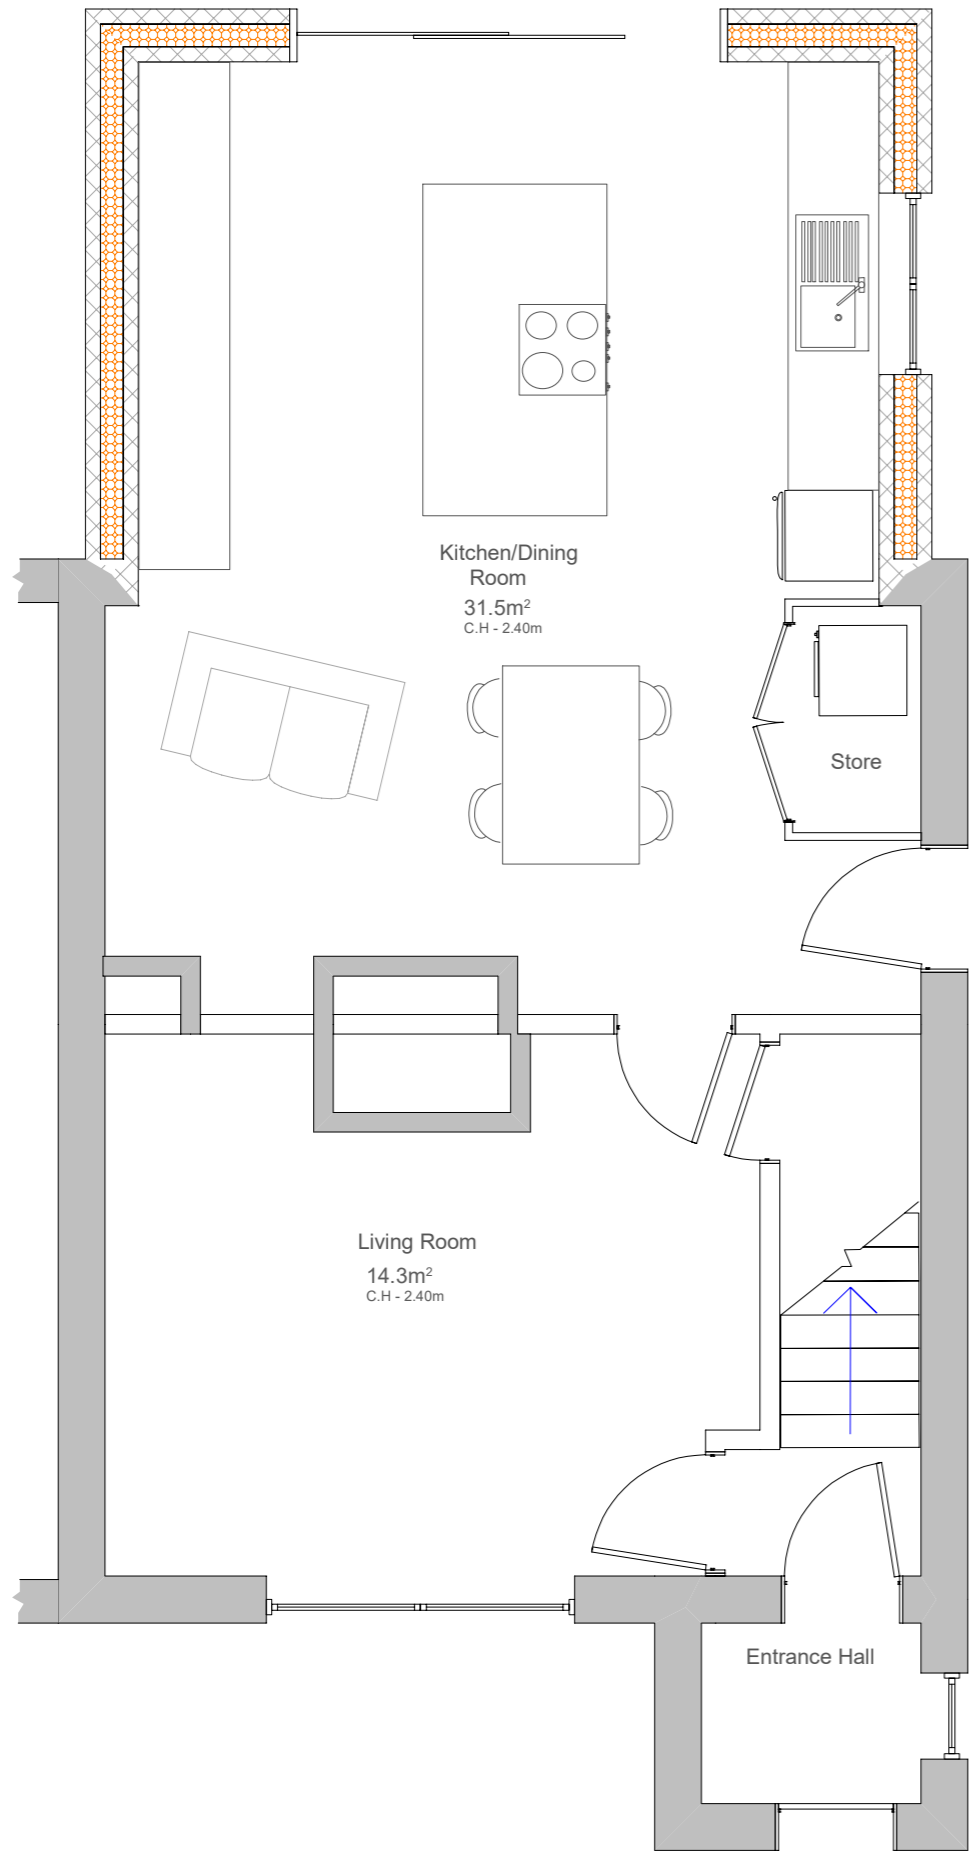 Kitchen/Dining
Room
31.5m²
C.H - 2.40m
Store
Living Room
14.3m²
C.H - 2.40m
Entrance Hall